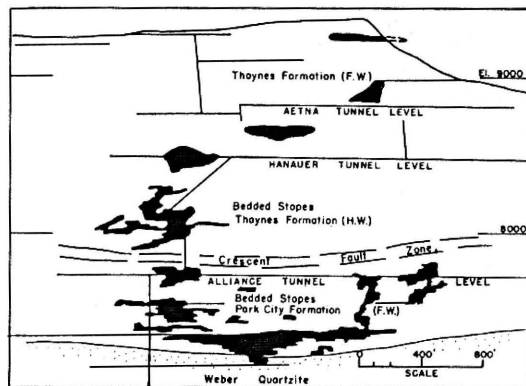 Thaynes Formation (F.W.)
El. 9000
AETNA TUNNEL LEVEL
HANAUER TUNNEL LEVEL
Bedded Stopes
Thaynes Formation (H.W.)
8000
Crescent Fault Zone
ALLIANCE TUNNEL LEVEL
Bedded Stopes
Park City Formation
(F.W.)
0 400 800
SCALE
Weber Quartzite